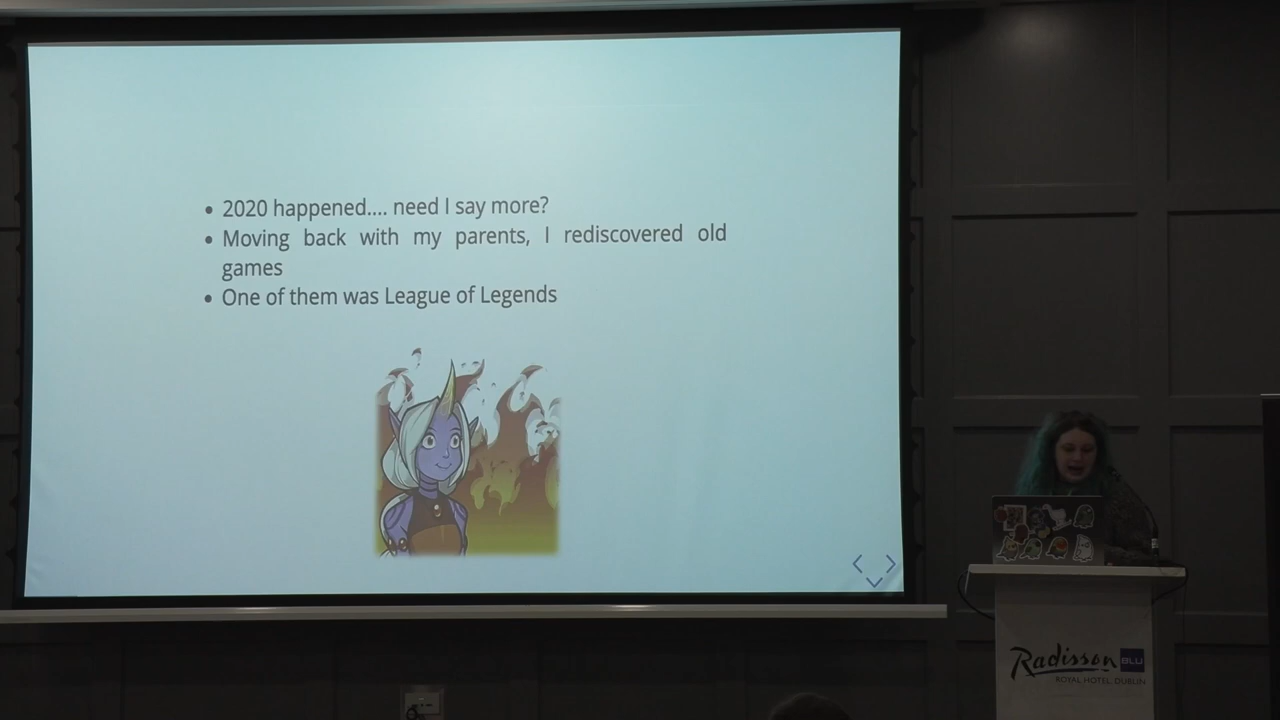 2020 happened.... need I say more?
Moving back with my parents, I rediscovered old
games
One of them was League of Legends
Radisson BLU
ROYAL HOTEL DUBLIN